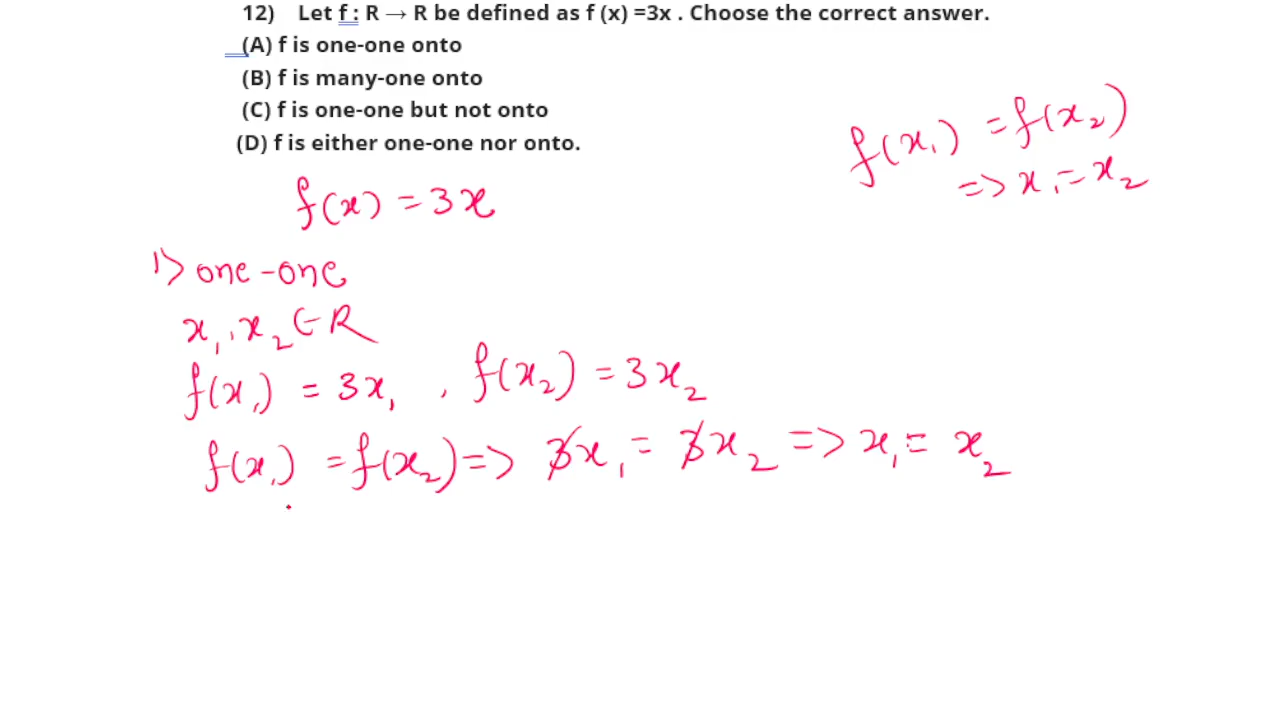 12) Let f : R → R be defined as f (x) =3x . Choose the correct answer.
(A) f is one-one onto
(B) f is many-one onto
(C) f is one-one but not onto
(D) f is either one-one nor onto.
f(x₁) = f(x₂)
=> x₁ = x₂
f(x) = 3x
1> one-one
x₁, x₂ ∈ R
f(x₁) = 3x₁ , f(x₂) = 3x₂
f(x₁) = f(x₂) => 3x₁ = 3x₂ => x₁ = x₂